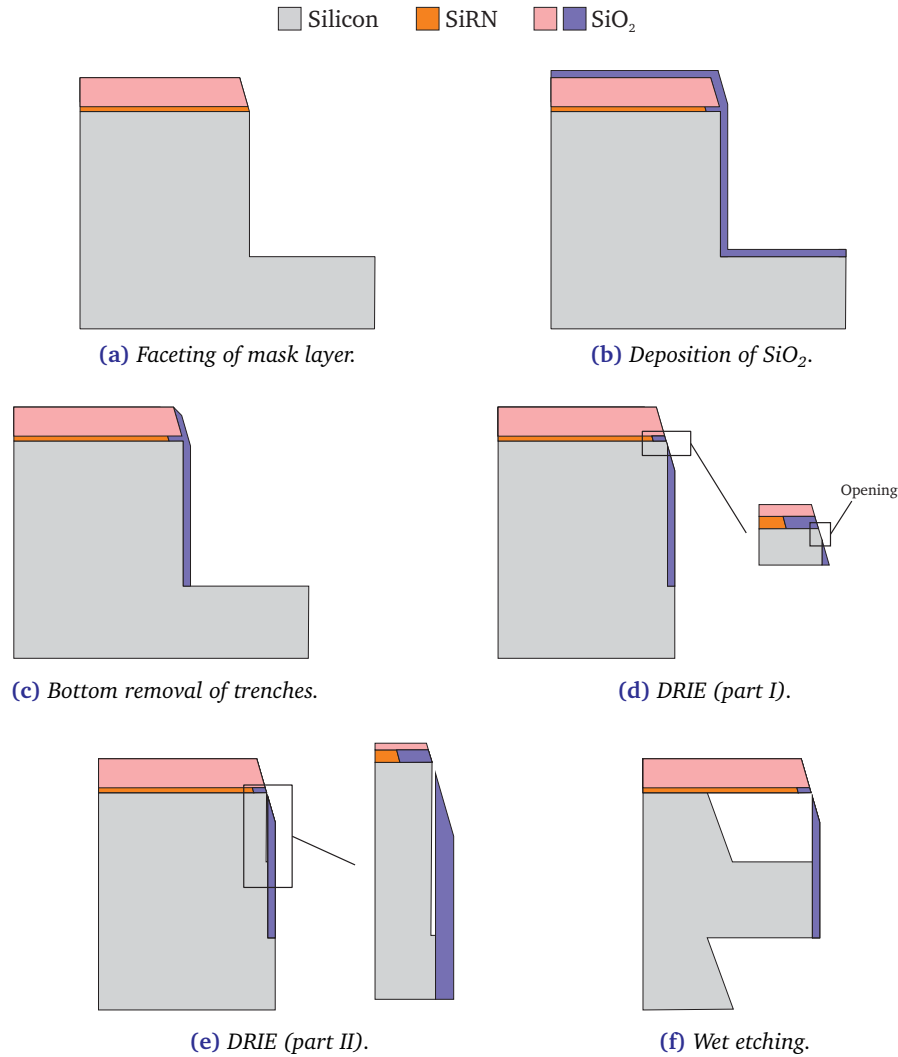 Silicon SiRN SiO₂
(a) Faceting of mask layer.
(b) Deposition of SiO₂.
Opening
(c) Bottom removal of trenches.
(d) DRIE (part I).
(e) DRIE (part II).
(f) Wet etching.